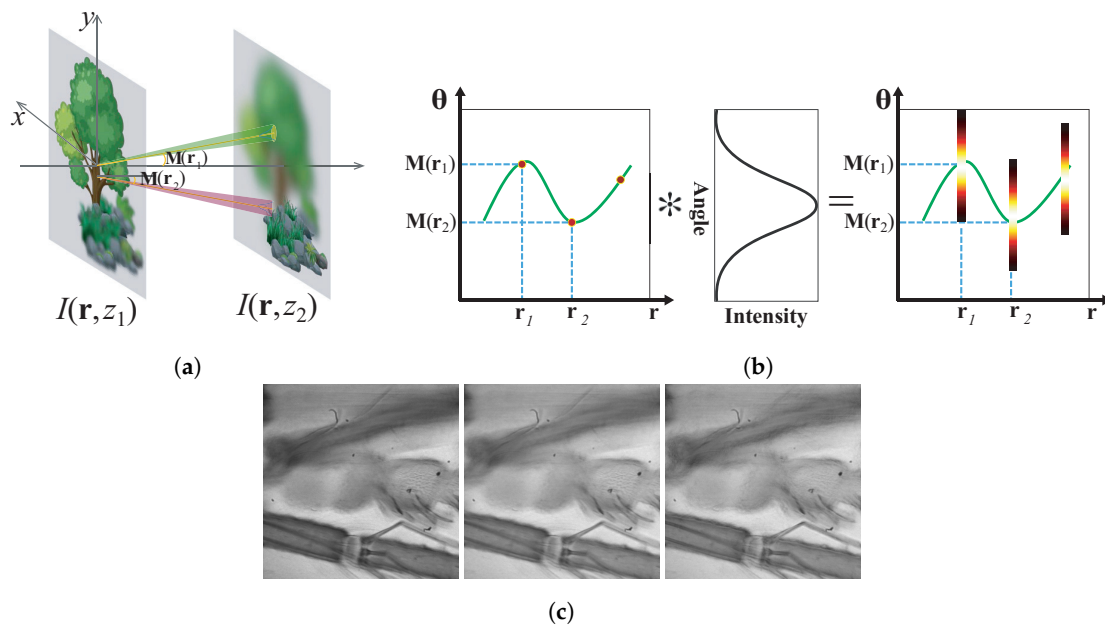 y
x
M(r₁)
M(r₂)
I(r, z₁)
I(r, z₂)
(a)
θ
M(r₁)
M(r₂)
r₁
r₂
r
*
Angle
Intensity
=
θ
M(r₁)
M(r₂)
r₁
r₂
r
(b)
(c)